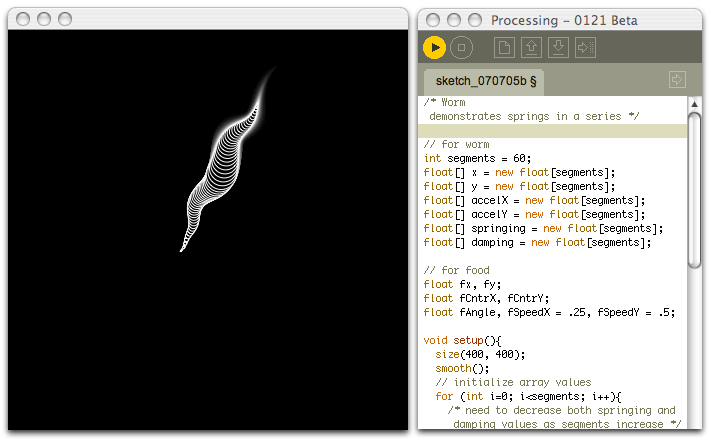 Processing - 0121 Beta
sketch_070705b §
/* Worm
demonstrates springs in a series */
// for worm
int segments = 60;
float[] x = new float[segments];
float[] y = new float[segments];
float[] accelX = new float[segments];
float[] accelY = new float[segments];
float[] springing = new float[segments];
float[] damping = new float[segments];
// for food
float fx, fy;
float fCntrX, fCntrY;
float fAngle, fSpeedX = .25, fSpeedY = .5;
void setup(){
size(400, 400);
smooth();
// initialize array values
for (int i=0; i<segments; i++){
/* need to decrease both springing and
damping values as segments increase */